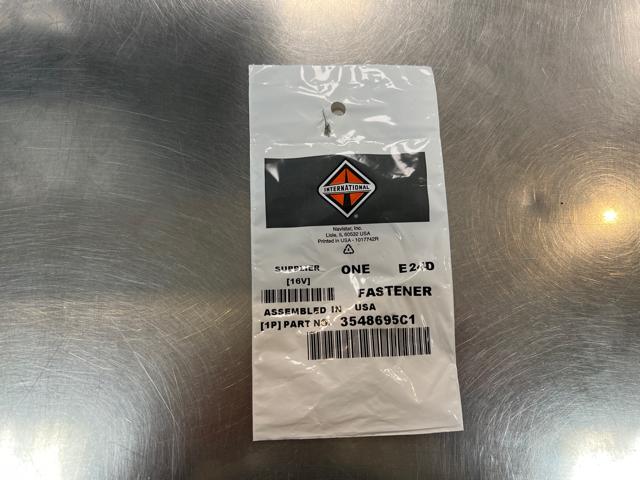 INTERNATIONAL
Navistar, Inc.
Lisle, IL 60532 USA
Printed in USA - 1017742R
SUPPLIER ONE
[16V]
FASTENER
ASSEMBLED IN USA
[1P] PART NO. 3548695C1